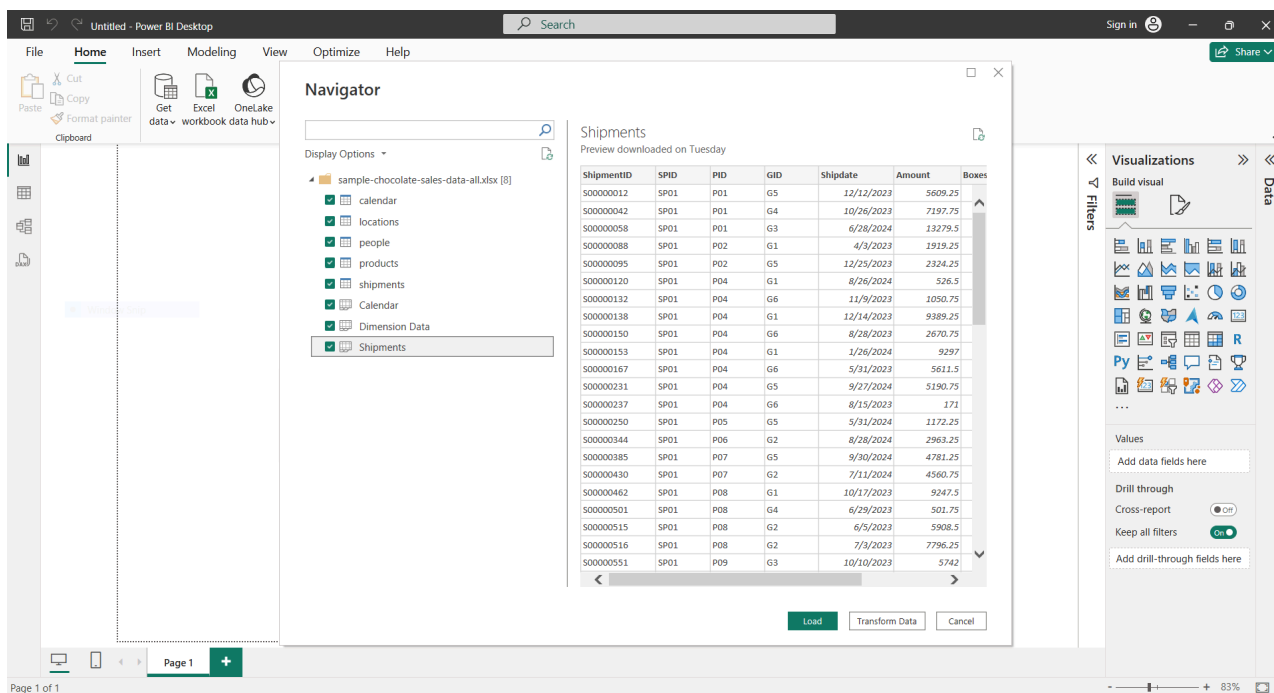 Untitled - Power BI Desktop
Search
Sign in
File Home Insert Modeling View Optimize Help
Share
Paste
Cut
Copy
Format painter
Clipboard
Get data
Excel workbook
OneLake data hub
Navigator
Display Options
sample-chocolate-sales-data-all.xlsx [8]
calendar
locations
people
products
shipments
Calendar
Dimension Data
Shipments
Shipments
Preview downloaded on Tuesday
ShipmentID SPID PID GID Shipdate Amount Boxes
S00000012 SP01 P01 G5 12/12/2023 5609.25
S00000042 SP01 P01 G4 10/26/2023 7197.75
S00000058 SP01 P01 G3 6/28/2024 13279.5
S00000088 SP01 P02 G1 4/3/2023 1919.25
S00000095 SP01 P02 G5 12/25/2023 2324.25
S00000120 SP01 P04 G1 8/26/2024 526.5
S00000132 SP01 P04 G6 11/9/2023 1050.75
S00000138 SP01 P04 G1 12/14/2023 9389.25
S00000150 SP01 P04 G6 8/28/2023 2670.75
S00000153 SP01 P04 G1 1/26/2024 9297
S00000167 SP01 P04 G6 5/31/2023 5611.5
S00000231 SP01 P04 G5 9/27/2024 5190.75
S00000237 SP01 P04 G6 8/15/2023 171
S00000250 SP01 P05 G5 5/31/2024 1172.25
S00000344 SP01 P06 G2 8/28/2024 2963.25
S00000385 SP01 P07 G5 9/30/2024 4781.25
S00000430 SP01 P07 G2 7/11/2024 4560.75
S00000462 SP01 P08 G1 10/17/2023 9247.5
S00000501 SP01 P08 G4 6/29/2023 501.75
S00000515 SP01 P08 G2 6/5/2023 5908.5
S00000516 SP01 P08 G2 7/3/2023 7796.25
S00000551 SP01 P09 G3 10/10/2023 5742
Load
Transform Data
Cancel
Filters
Visualizations
Build visual
123
R
Py
Values
Add data fields here
Drill through
Cross-report
Off
Keep all filters
On
Add drill-through fields here
Data
Page 1
Page 1 of 1
83%